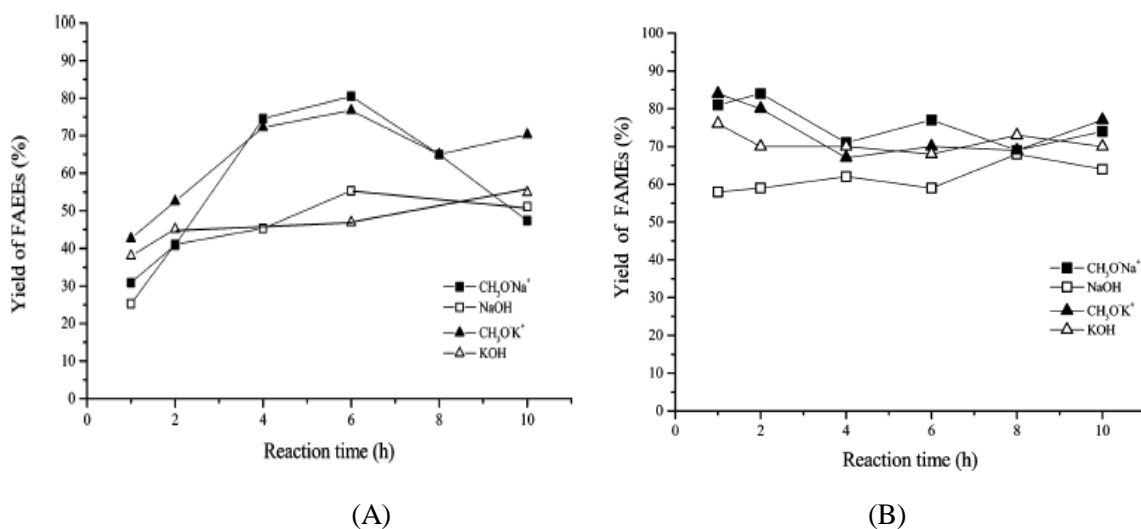 Yield of FAEEs (%)
100
90
80
70
60
50
40
30
20
10
0
0
2
4
6
8
10
Reaction time (h)
CH₃O⁻Na⁺
NaOH
CH₃O⁻K⁺
KOH
(A)
Yield of FAMEs (%)
100
90
80
70
60
50
40
30
20
10
0
0
2
4
6
8
10
Reaction time (h)
CH₃O⁻Na⁺
NaOH
CH₃O⁻K⁺
KOH
(B)